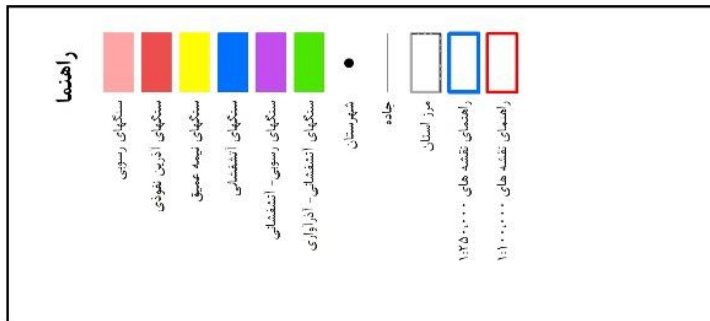 راهنما
سنگهای رسوبی
سنگهای آذرین نفوذی
سنگهای نیمه عمیق
سنگهای آتشفشانی
سنگهای رسوبی- آتشفشانی
سنگهای آتشفشانی- آذرآواری
شهرستان
جاده
مرز استان
راهنمای نقشه های ۱:۲۵۰،۰۰۰
راهنمای نقشه های ۱:۱۰۰،۰۰۰